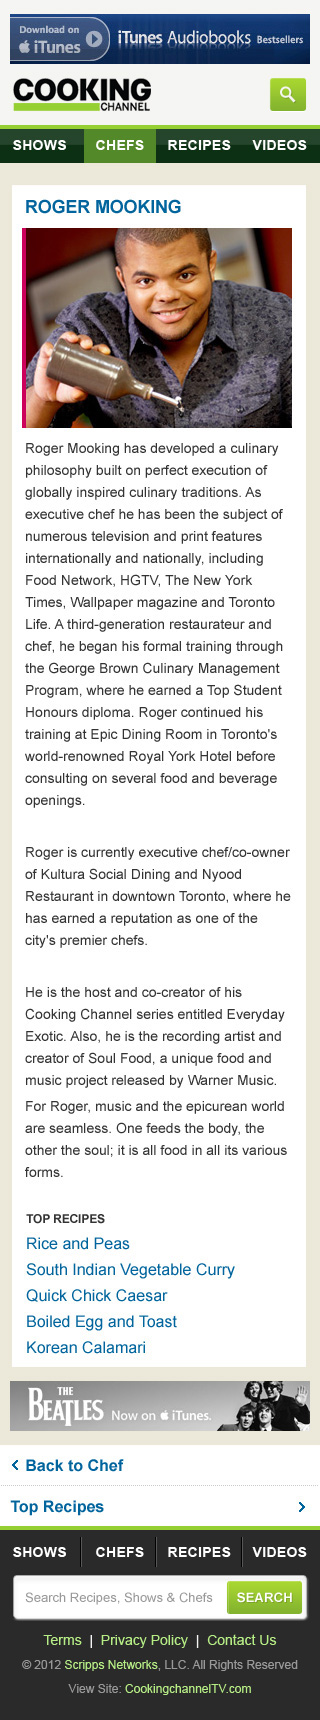 Download on iTunes
iTunes Audiobooks Bestsellers
COOKING
CHANNEL
SHOWS CHEFS RECIPES VIDEOS
ROGER MOOKING
Roger Mooking has developed a culinary
philosophy built on perfect execution of
globally inspired culinary traditions. As
executive chef he has been the subject of
numerous television and print features
internationally and nationally, including
Food Network, HGTV, The New York
Times, Wallpaper magazine and Toronto
Life. A third-generation restaurateur and
chef, he began his formal training through
the George Brown Culinary Management
Program, where he earned a Top Student
Honours diploma. Roger continued his
training at Epic Dining Room in Toronto's
world-renowned Royal York Hotel before
consulting on several food and beverage
openings.
Roger is currently executive chef/co-owner
of Kultura Social Dining and Nyood
Restaurant in downtown Toronto, where he
has earned a reputation as one of the
city's premier chefs.
He is the host and co-creator of his
Cooking Channel series entitled Everyday
Exotic. Also, he is the recording artist and
creator of Soul Food, a unique food and
music project released by Warner Music.
For Roger, music and the epicurean world
are seamless. One feeds the body, the
other the soul; it is all food in all its various
forms.
TOP RECIPES
Rice and Peas
South Indian Vegetable Curry
Quick Chick Caesar
Boiled Egg and Toast
Korean Calamari
THE
BEATLES Now on iTunes.
Back to Chef
Top Recipes
SHOWS CHEFS RECIPES VIDEOS
Search Recipes, Shows & Chefs SEARCH
Terms | Privacy Policy | Contact Us
© 2012 Scripps Networks, LLC. All Rights Reserved
View Site: CookingchannelTV.com